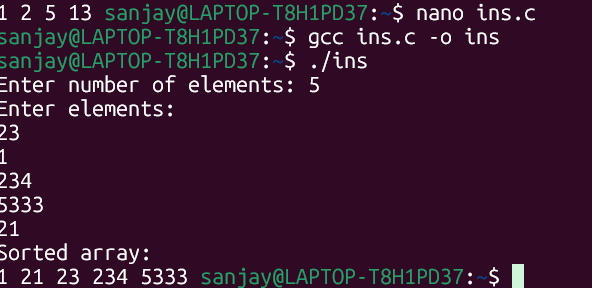 1 2 5 13 sanjay@LAPTOP-T8H1PD37:~$ nano ins.c
sanjay@LAPTOP-T8H1PD37:~$ gcc ins.c -o ins
sanjay@LAPTOP-T8H1PD37:~$ ./ins
Enter number of elements: 5
Enter elements:
23
1
234
5333
21
Sorted array:
1 21 23 234 5333 sanjay@LAPTOP-T8H1PD37:~$